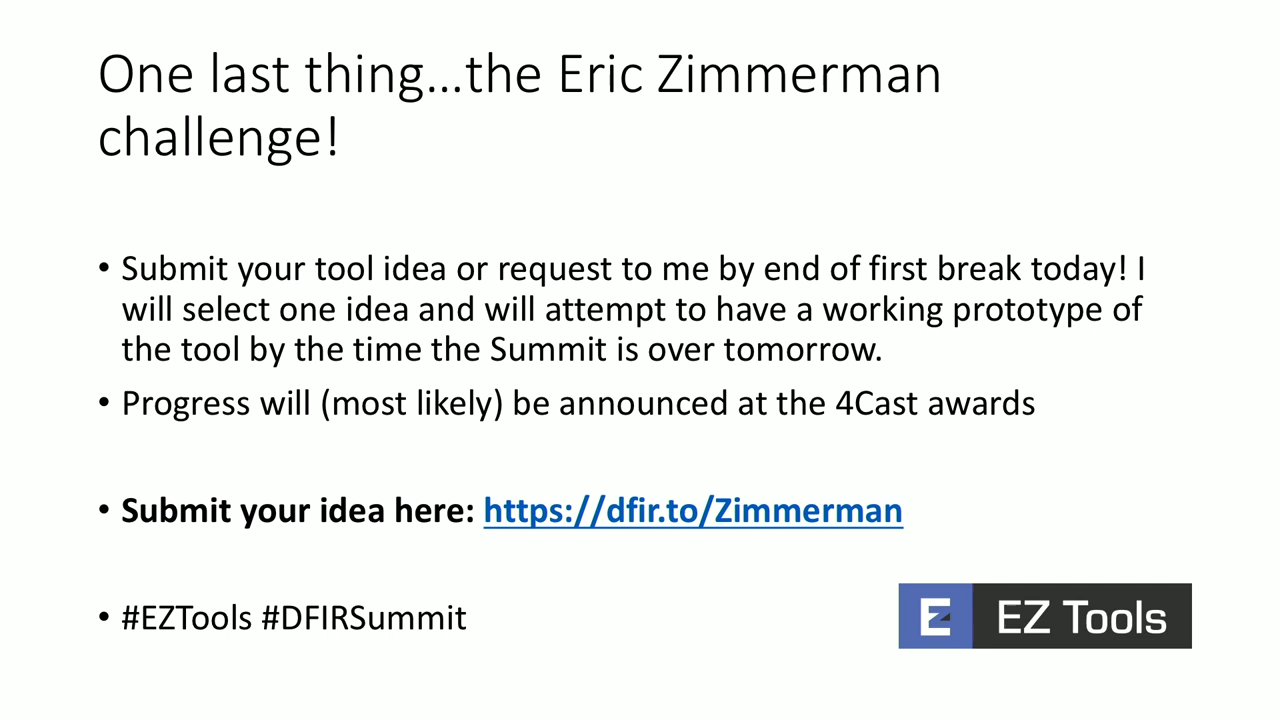 One last thing...the Eric Zimmerman
challenge!
• Submit your tool idea or request to me by end of first break today! I
will select one idea and will attempt to have a working prototype of
the tool by the time the Summit is over tomorrow.
• Progress will (most likely) be announced at the 4Cast awards
• Submit your idea here: https://dfir.to/Zimmerman
• #EZTools #DFIRSummit
EZ EZ Tools